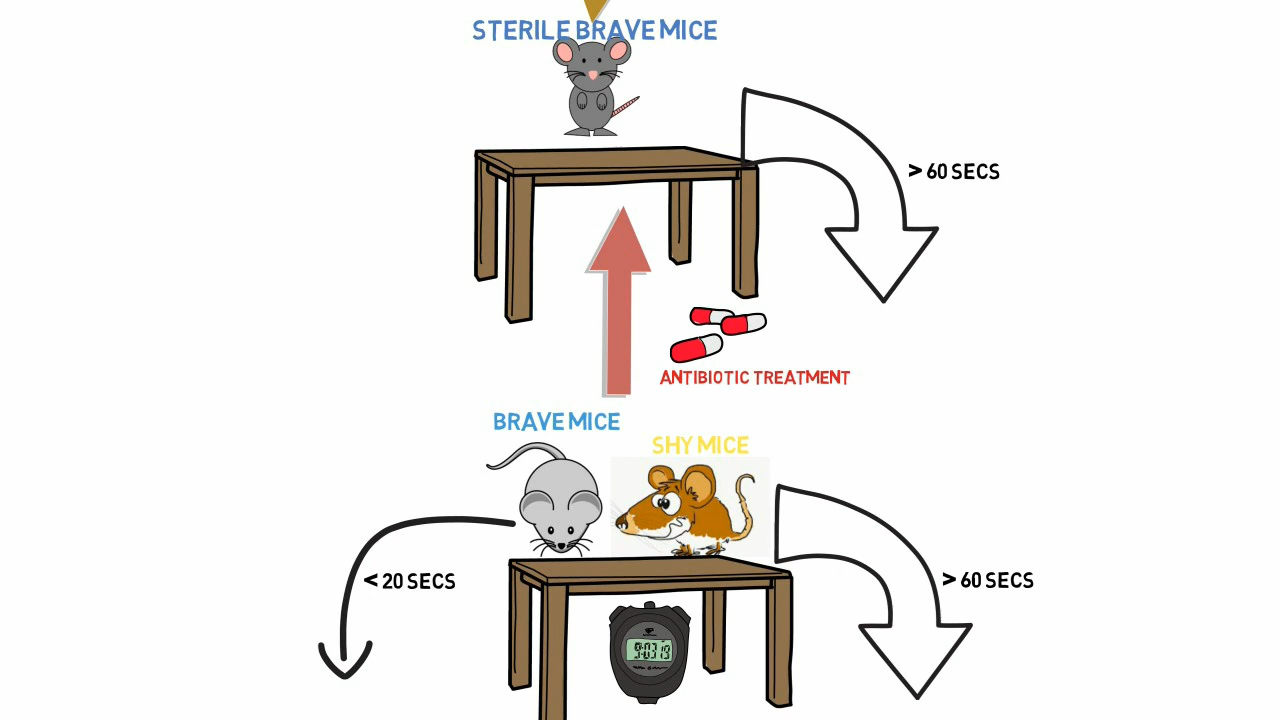 STERILE BRAVE MICE
> 60 SECS
ANTIBIOTIC TREATMENT
BRAVE MICE
SHY MICE
< 20 SECS
> 60 SECS